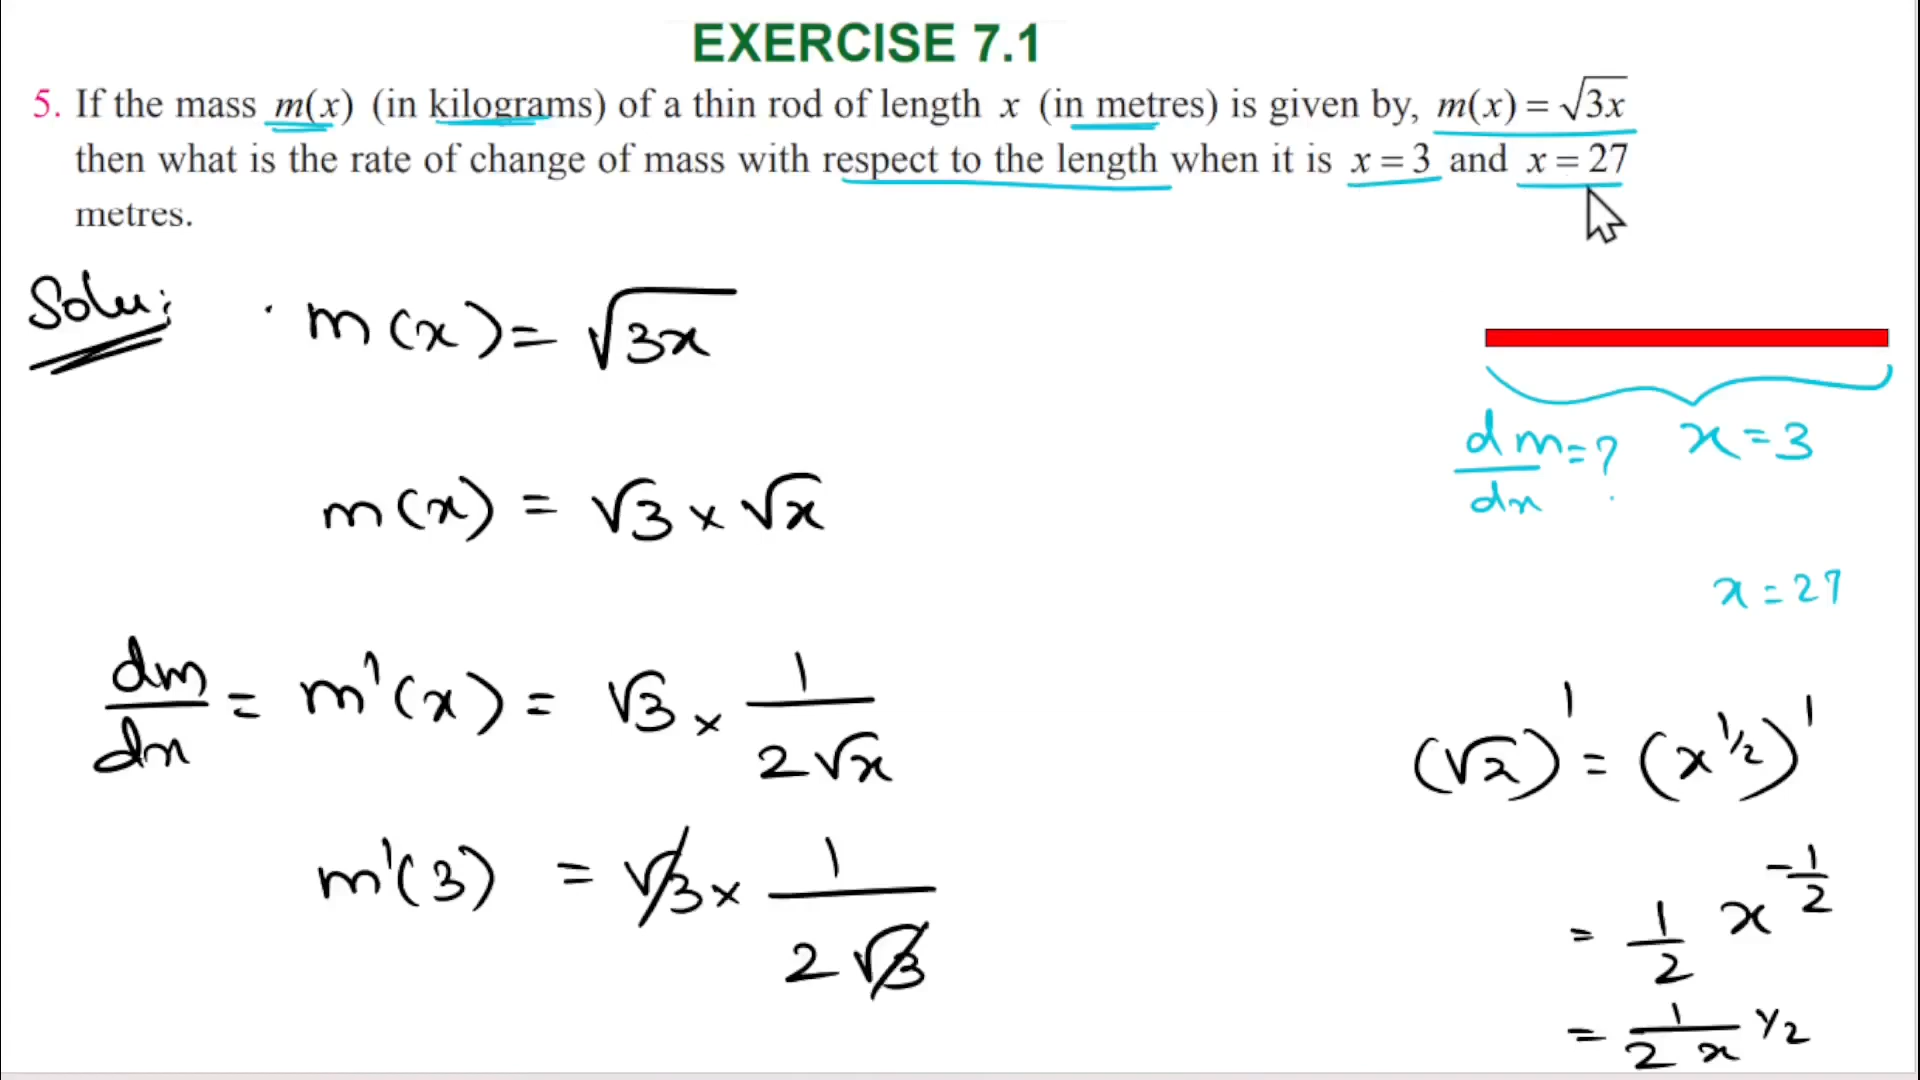 EXERCISE 7.1
5. If the mass m(x) (in kilograms) of a thin rod of length x (in metres) is given by, m(x) = √3x
then what is the rate of change of mass with respect to the length when it is x = 3 and x = 27
metres.
Solu:
m(x) = √3x
m(x) = √3 × √x
dm/dx = m'(x) = √3 × 1/2√x
m'(3) = √3 × 1/2√3
dm/dx = ? x = 3
x = 27
(√x)' = (x^1/2)'
= 1/2 x^-1/2
= 1/2 x^1/2